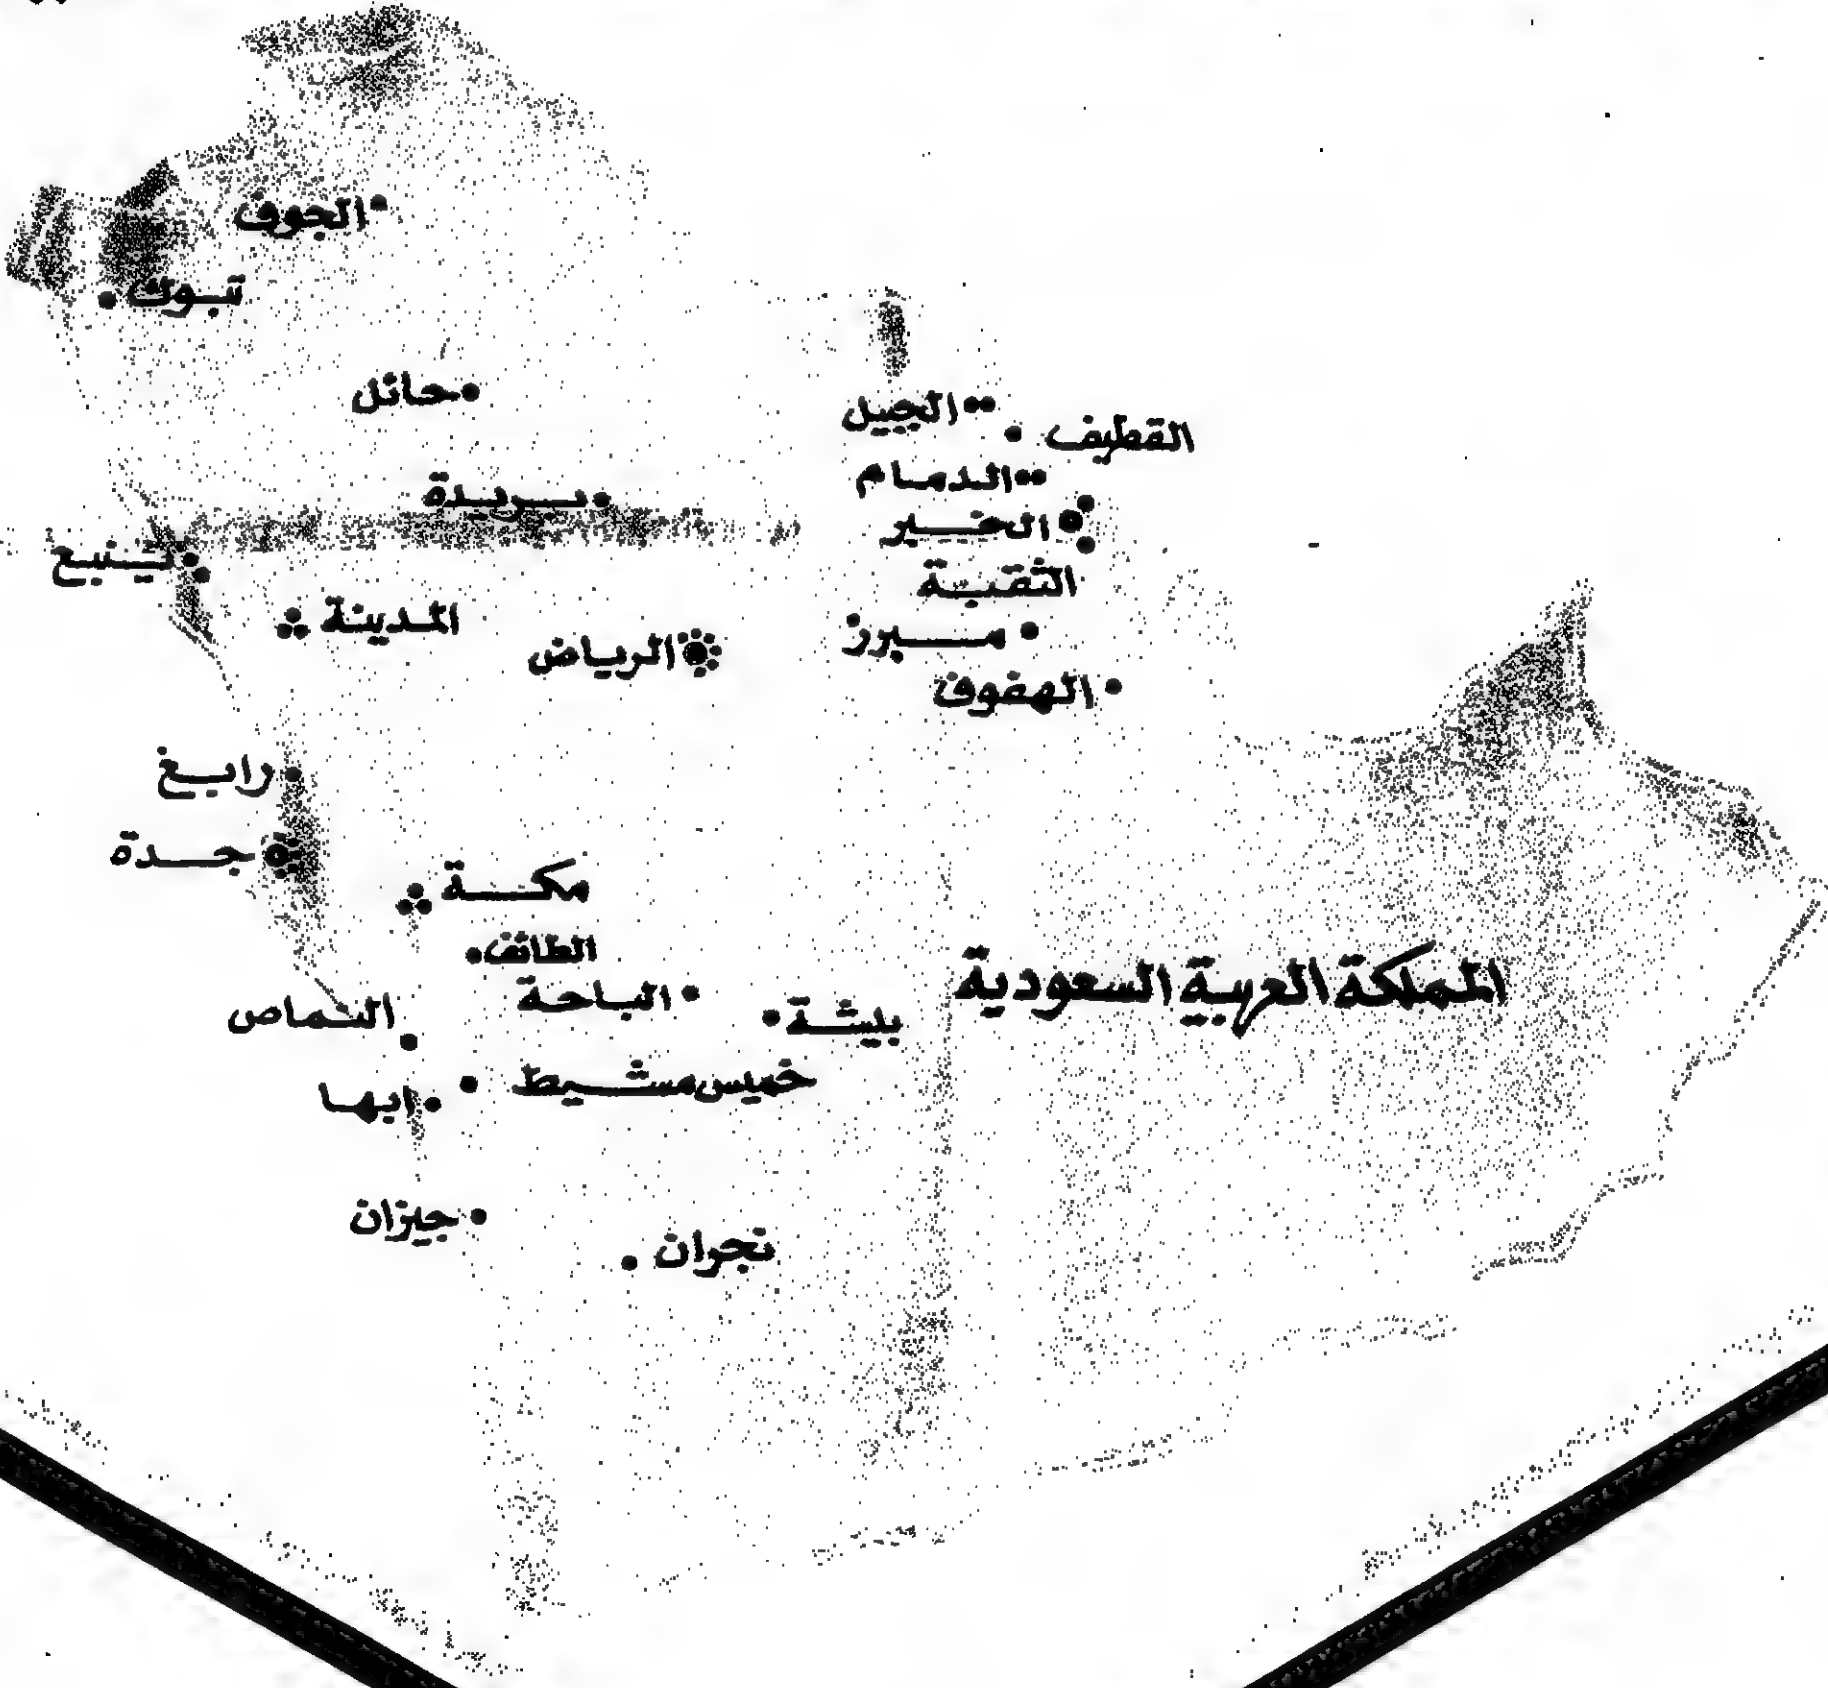 الجوف
تبوك
حائل
الجبيل
القطيف
الدمام
بريدة
الخبر
ينبع
الثقبة
المدينة
مبرز
الرياض
الهفوف
رابغ
جدة
مكة
الطائف
المملكة العربية السعودية
الباحة
النماص
بيشة
خميس مشيط
ابها
جيزان
نجران